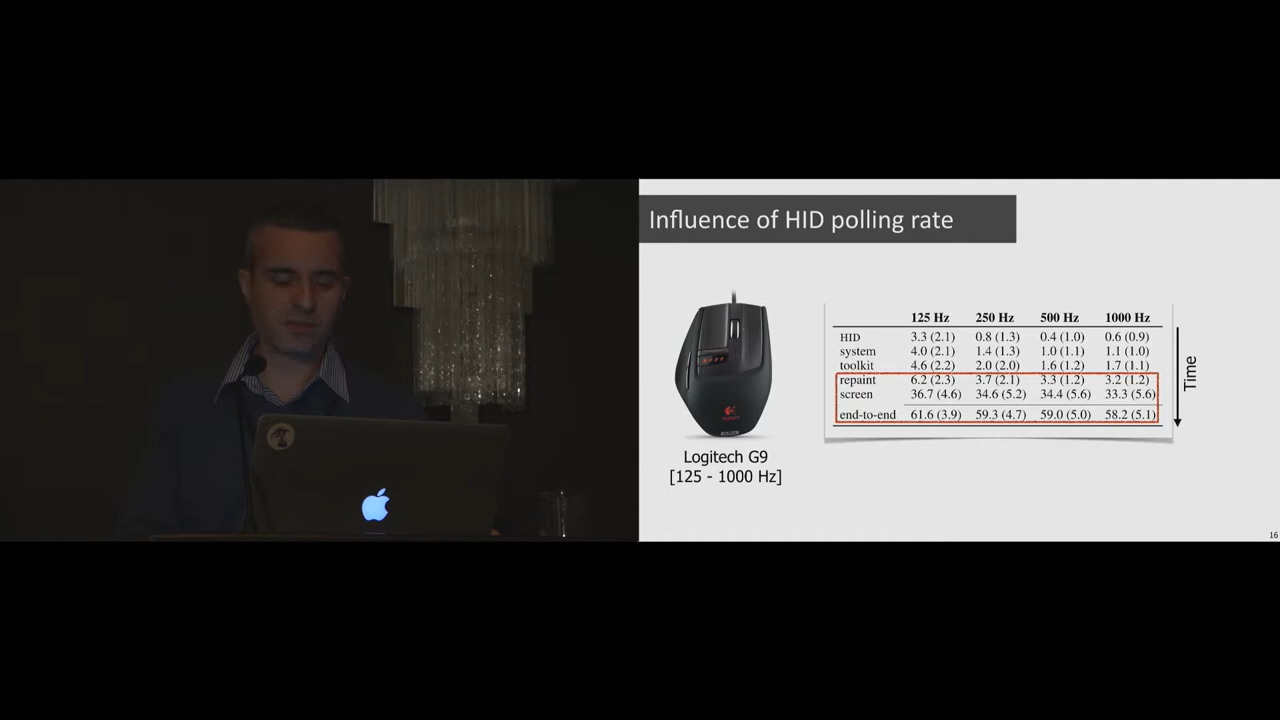 Influence of HID polling rate
125 Hz 250 Hz 500 Hz 1000 Hz
HID 3.3 (2.1) 0.8 (1.3) 0.4 (1.0) 0.6 (0.9)
system 4.0 (2.1) 1.4 (1.3) 1.0 (1.1) 1.1 (1.0)
toolkit 4.6 (2.2) 2.0 (2.0) 1.6 (1.2) 1.7 (1.1)
repaint 6.2 (2.3) 3.7 (2.1) 3.3 (1.2) 3.2 (1.2)
screen 36.7 (4.6) 34.6 (5.2) 34.4 (5.6) 33.3 (5.6)
end-to-end 61.6 (3.9) 59.3 (4.7) 59.0 (5.0) 58.2 (5.1)
Time
Logitech G9
[125 - 1000 Hz]
16